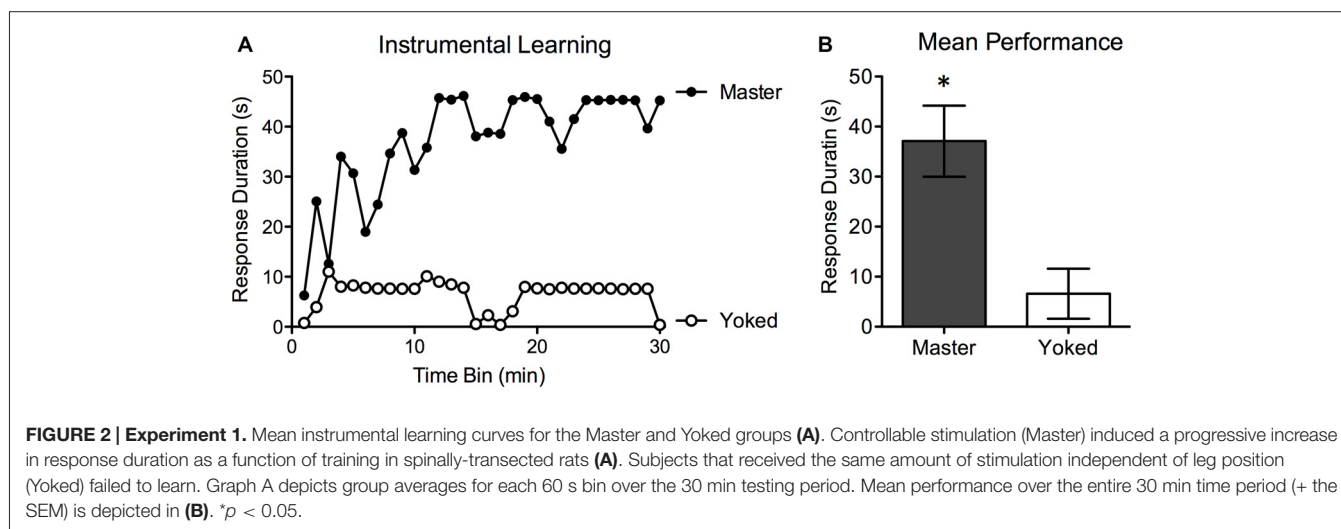 A Instrumental Learning
Response Duration (s)
50
40
30
20
10
0
0 10 20 30
Time Bin (min)
Master
Yoked
B Mean Performance
Response Duratin (s)
50
40
30
20
10
0
*
Master Yoked
FIGURE 2 | Experiment 1. Mean instrumental learning curves for the Master and Yoked groups (A). Controllable stimulation (Master) induced a progressive increase
in response duration as a function of training in spinally-transected rats (A). Subjects that received the same amount of stimulation independent of leg position
(Yoked) failed to learn. Graph A depicts group averages for each 60 s bin over the 30 min testing period. Mean performance over the entire 30 min time period (+ the
SEM) is depicted in (B). *p < 0.05.